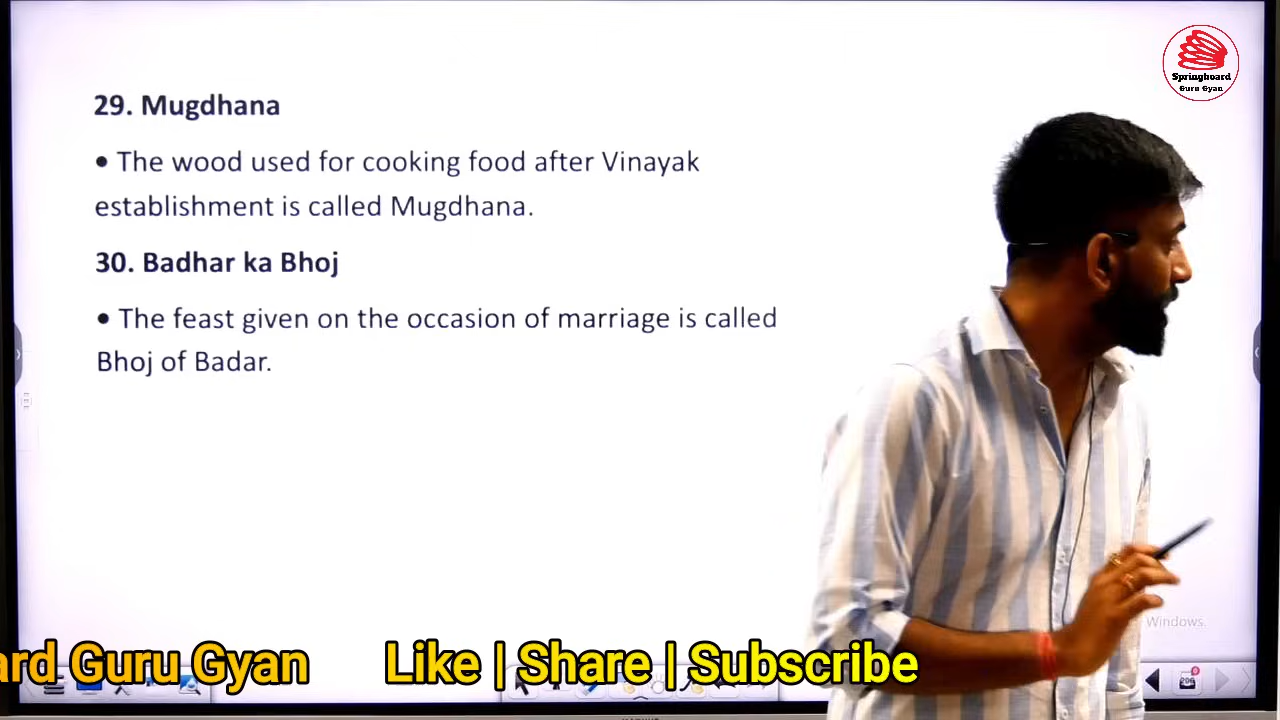 Springboard
Guru Gyan
29. Mugdhana
• The wood used for cooking food after Vinayak
establishment is called Mugdhana.
30. Badhar ka Bhoj
• The feast given on the occasion of marriage is called
Bhoj of Badar.
Windows.
ard Guru Gyan Like | Share | Subscribe